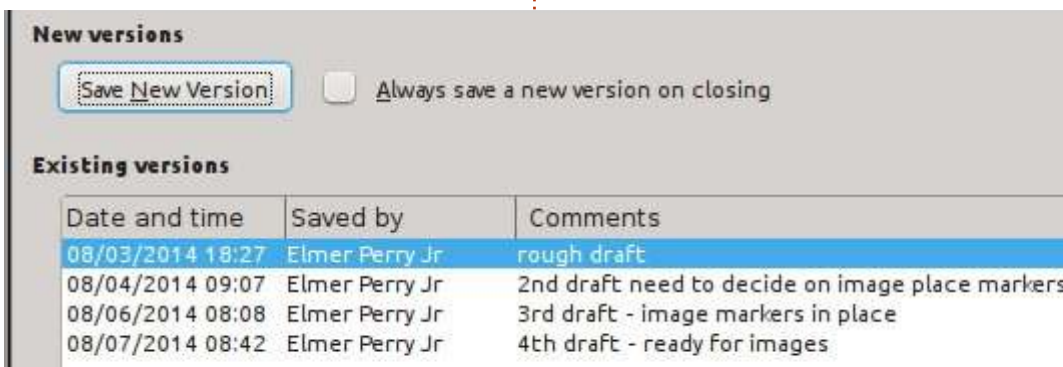 New versions
Save New Version Always save a new version on closing
Existing versions
Date and time Saved by Comments
08/03/2014 18:27 Elmer Perry Jr rough draft
08/04/2014 09:07 Elmer Perry Jr 2nd draft need to decide on image place markers
08/06/2014 08:08 Elmer Perry Jr 3rd draft - image markers in place
08/07/2014 08:42 Elmer Perry Jr 4th draft - ready for images